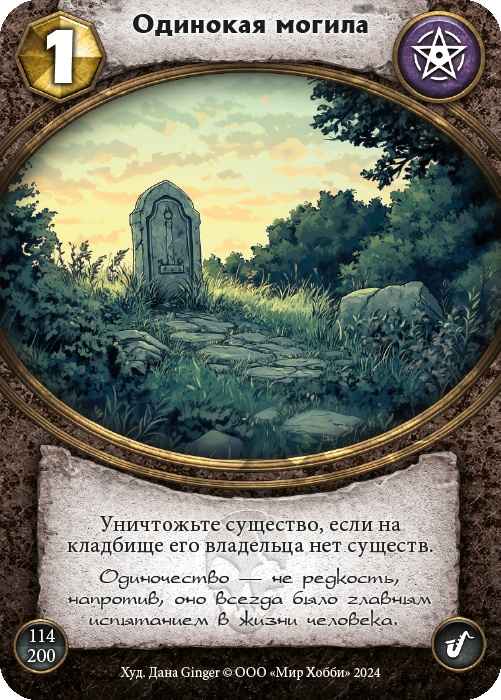 Одинокая могила
1
Уничтожьте существо, если на
кладбище его владельца нет существ.
Одиночество — не редкость,
напротив, оно всегда было главным
испытанием в жизни человека.
114
200
Худ. Дана Ginger © ООО «Мир Хобби» 2024